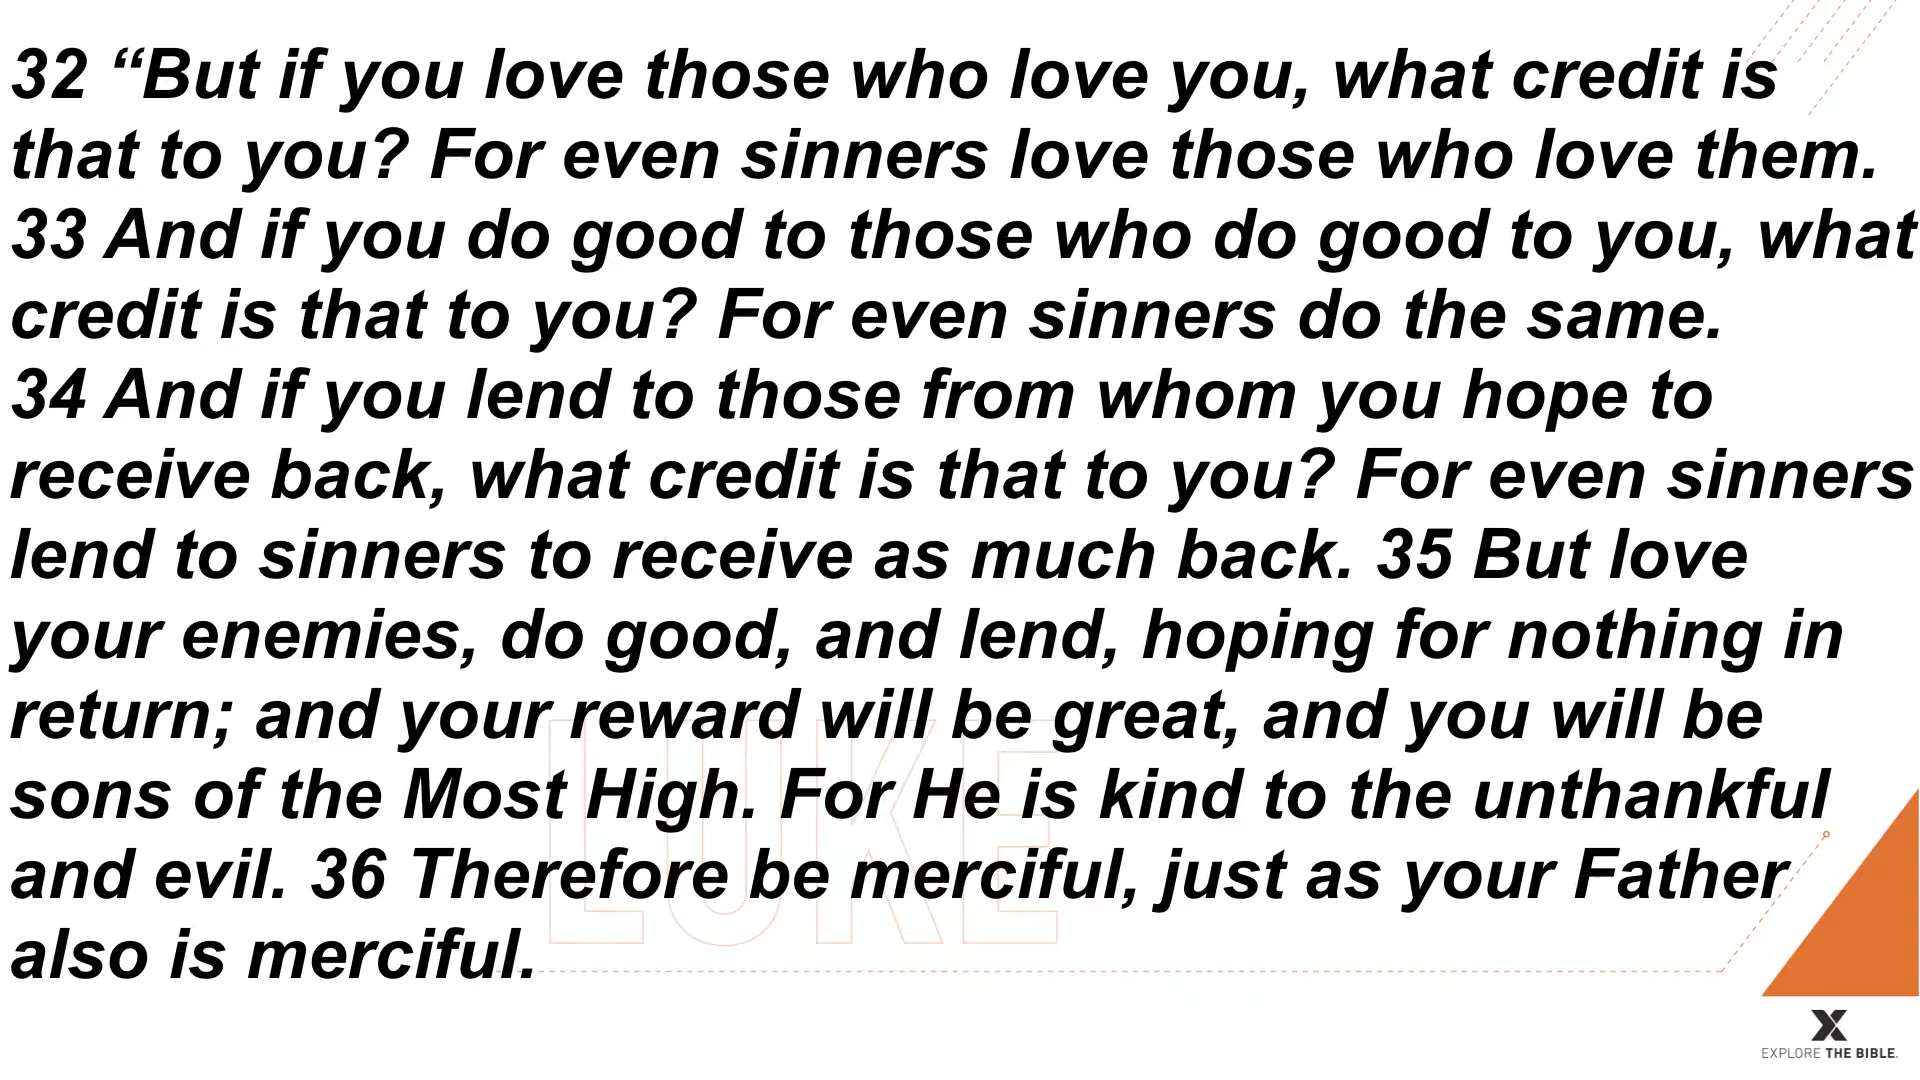 32 “But if you love those who love you, what credit is
that to you? For even sinners love those who love them.
33 And if you do good to those who do good to you, what
credit is that to you? For even sinners do the same.
34 And if you lend to those from whom you hope to
receive back, what credit is that to you? For even sinners
lend to sinners to receive as much back. 35 But love
your enemies, do good, and lend, hoping for nothing in
return; and your reward will be great, and you will be
sons of the Most High. For He is kind to the unthankful
and evil. 36 Therefore be merciful, just as your Father
also is merciful.
LUKE
EXPLORE THE BIBLE.